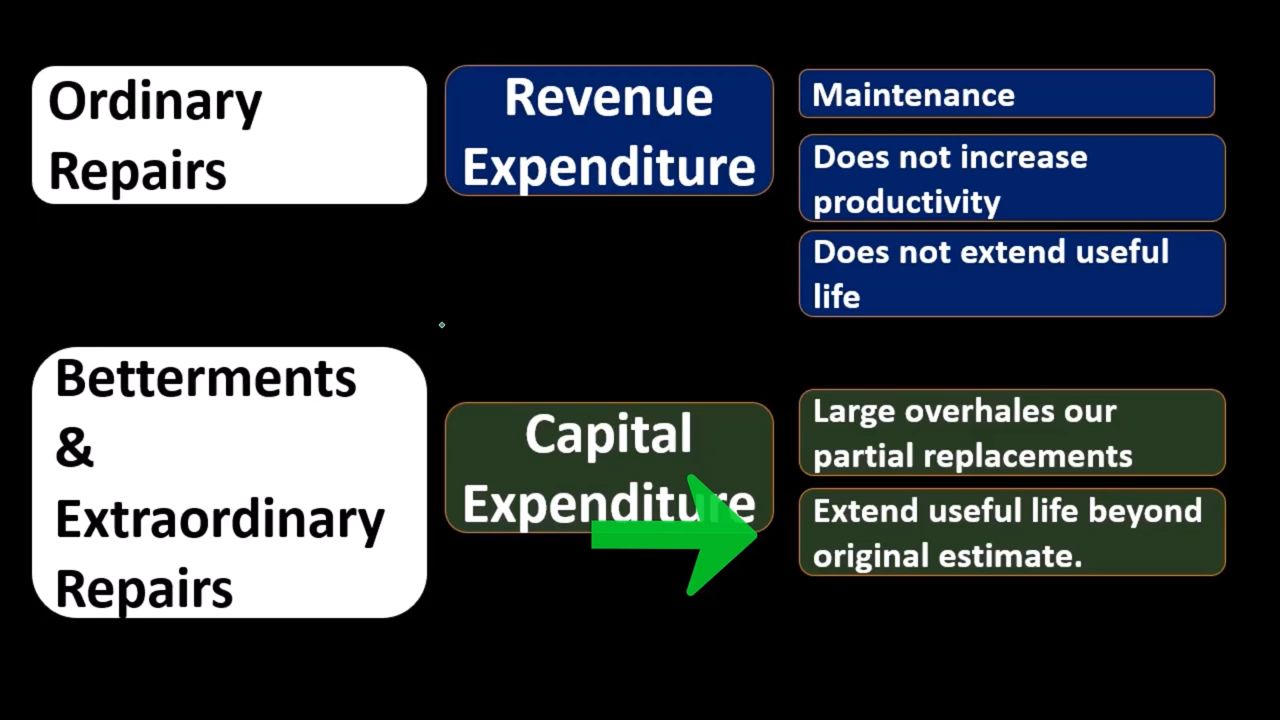 Ordinary
Repairs
Revenue
Expenditure
Maintenance
Does not increase
productivity
Does not extend useful
life
Betterments
&
Extraordinary
Repairs
Capital
Expenditure
Large overhales our
partial replacements
Extend useful life beyond
original estimate.